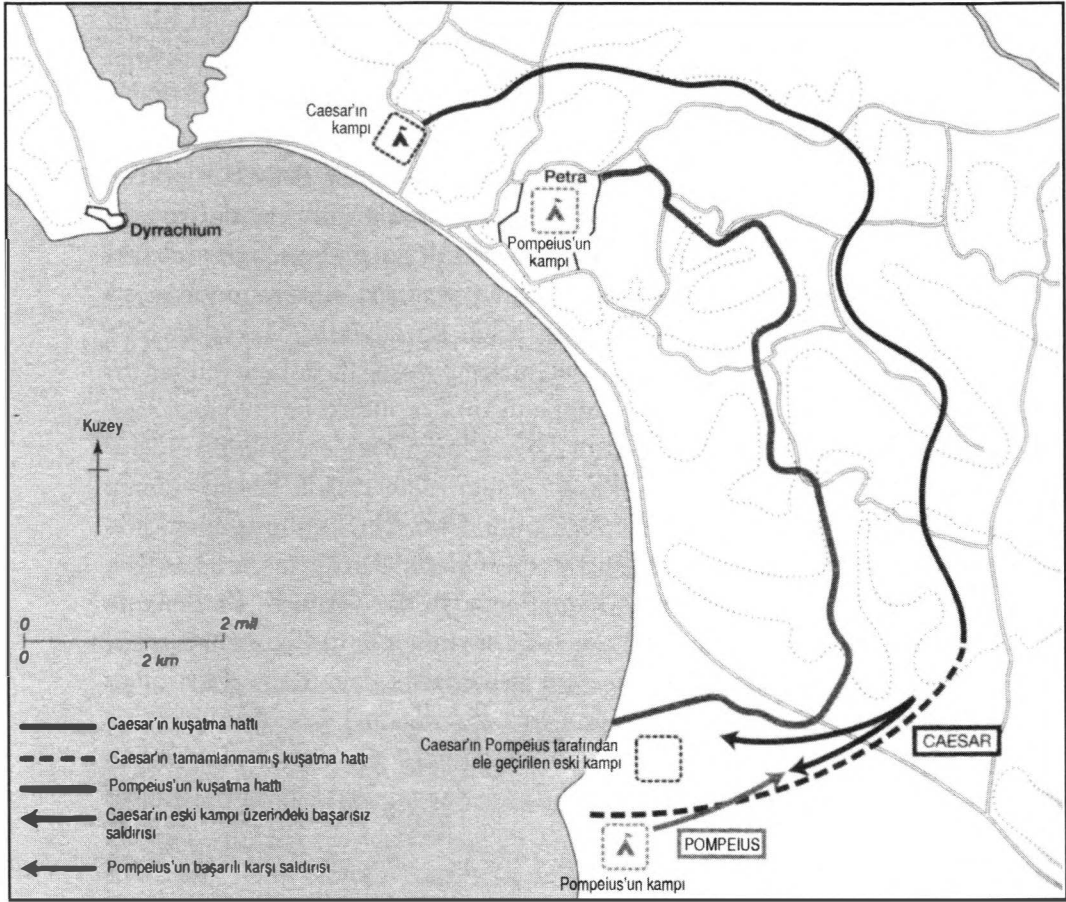 Caesar'ın
kampı
Petra
Pompeius'un
kampı
Dyrrachium
Kuzey
0 2 mil
0 2 km
Caesar'ın kuşatma hattı
Caesar'ın tamamlanmamış kuşatma hattı
Pompeius'un kuşatma hattı
Caesar'ın eski kampı üzerindeki başarısız
saldırısı
Pompeius'un başarılı karşı saldırısı
Caesar'ın Pompeius tarafından
ele geçirilen eski kampı
CAESAR
POMPEIUS
Pompeius'un kampı